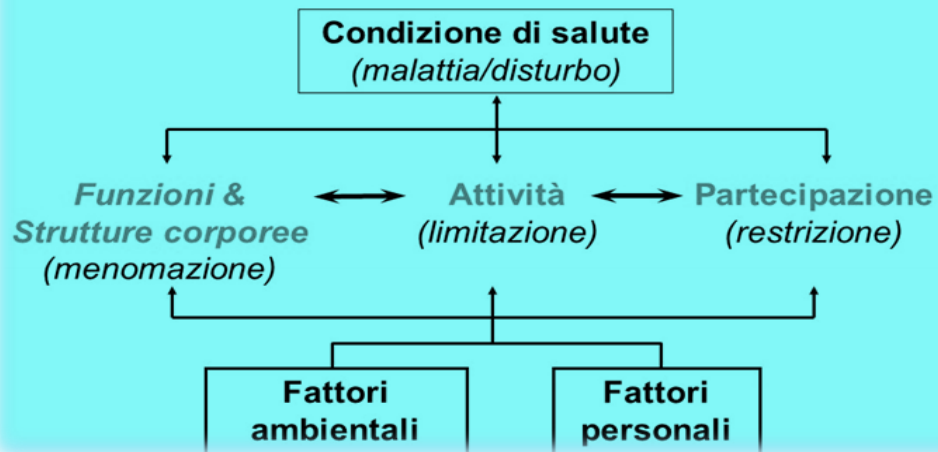 Condizione di salute
(malattia/disturbo)
Funzioni &
Strutture corporee
(menomazione)
Attività
(limitazione)
Partecipazione
(restrizione)
Fattori
ambientali
Fattori
personali